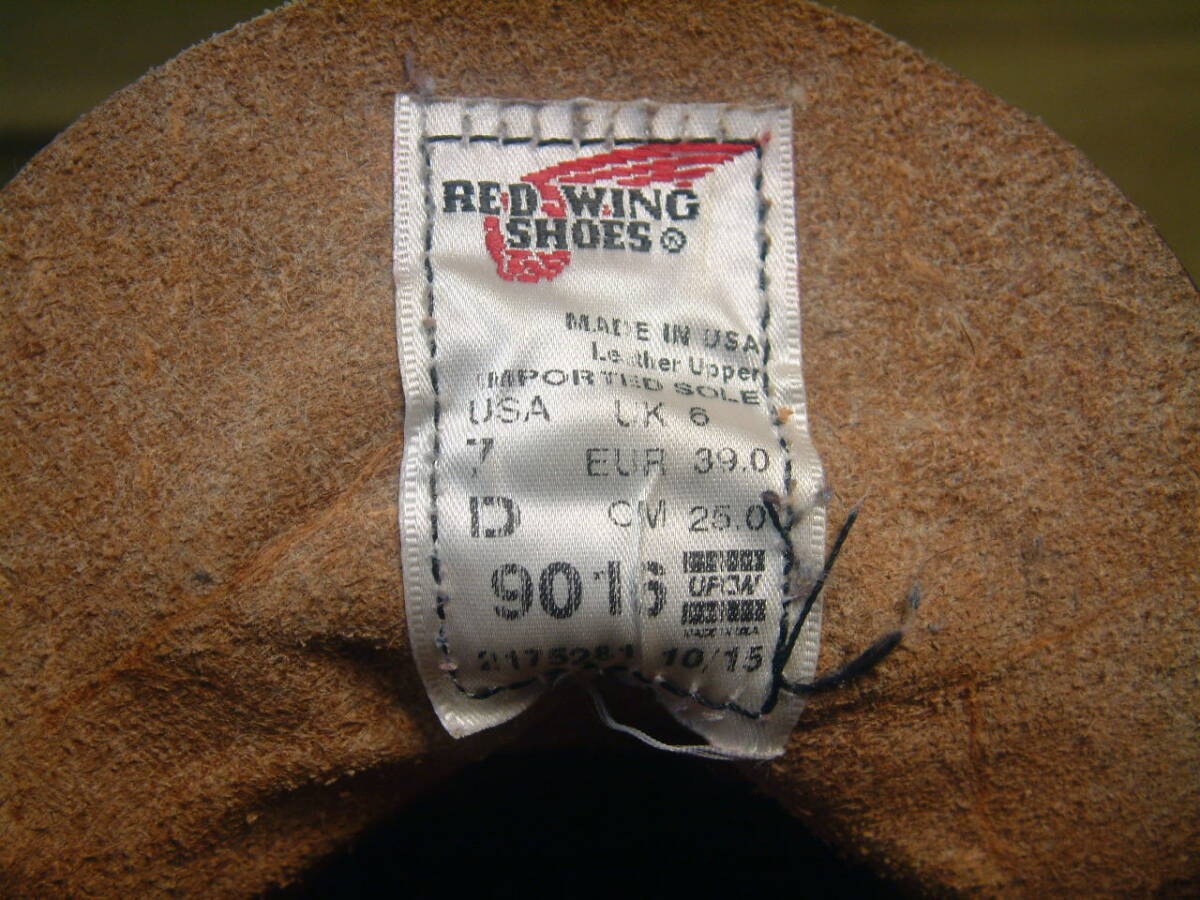 RED WING
SHOES ®
MADE IN USA
Leather Upper
IMPORTED SOLE
USA UK 6
7 EUR 39.0
D CM 25.0
9016
UFCW
10/15